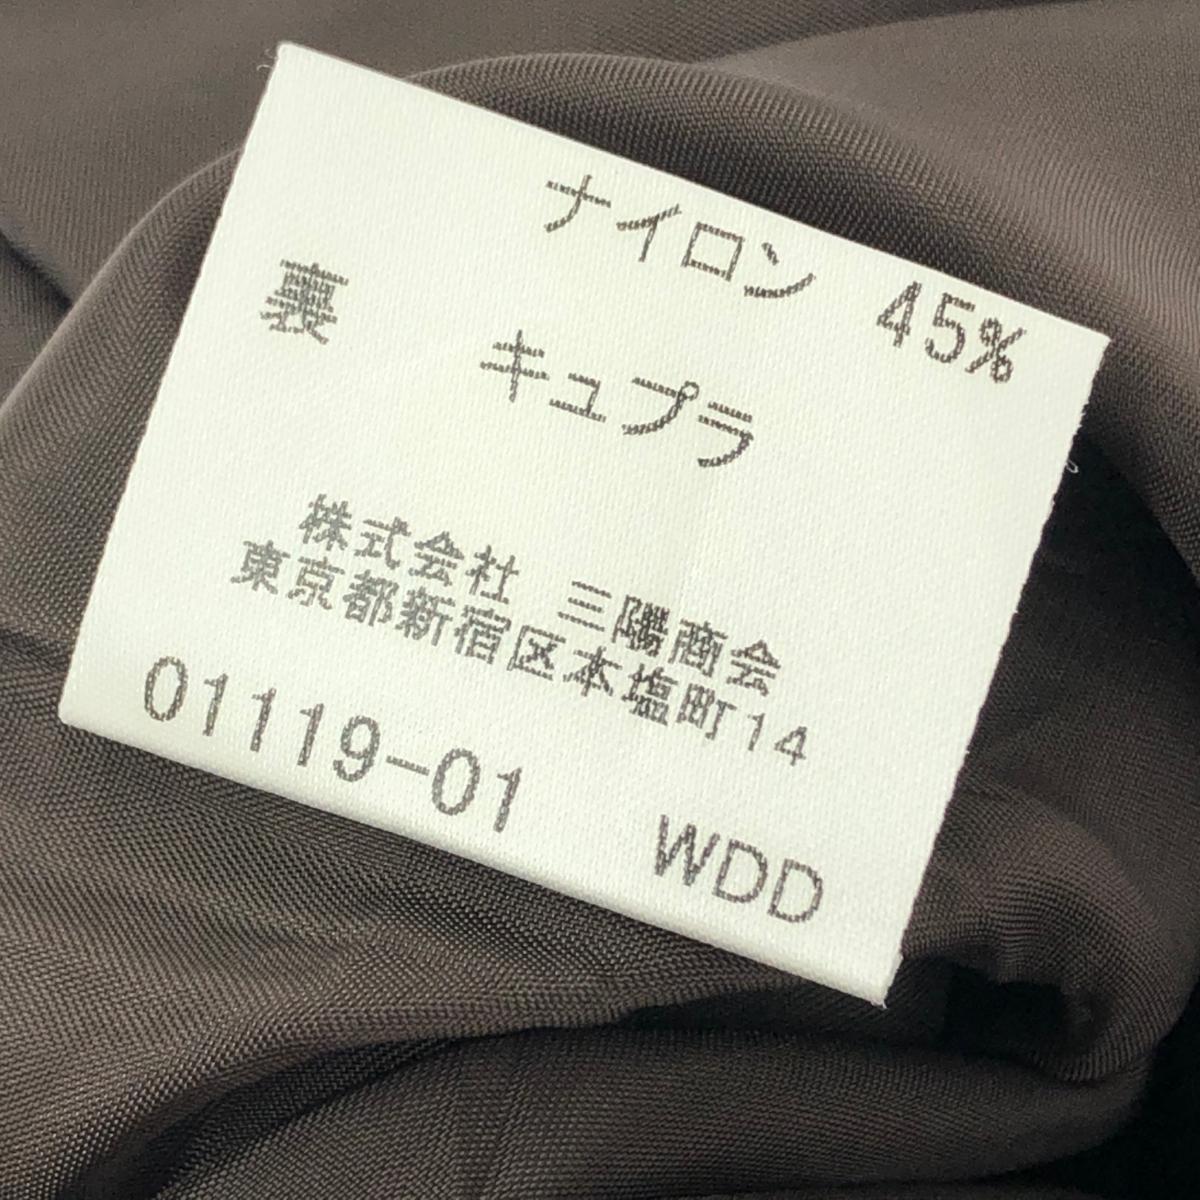 ナイロン 45%
裏 キュプラ
株式会社 三陽商会
東京都新宿区本塩町14
01119-01 WDD